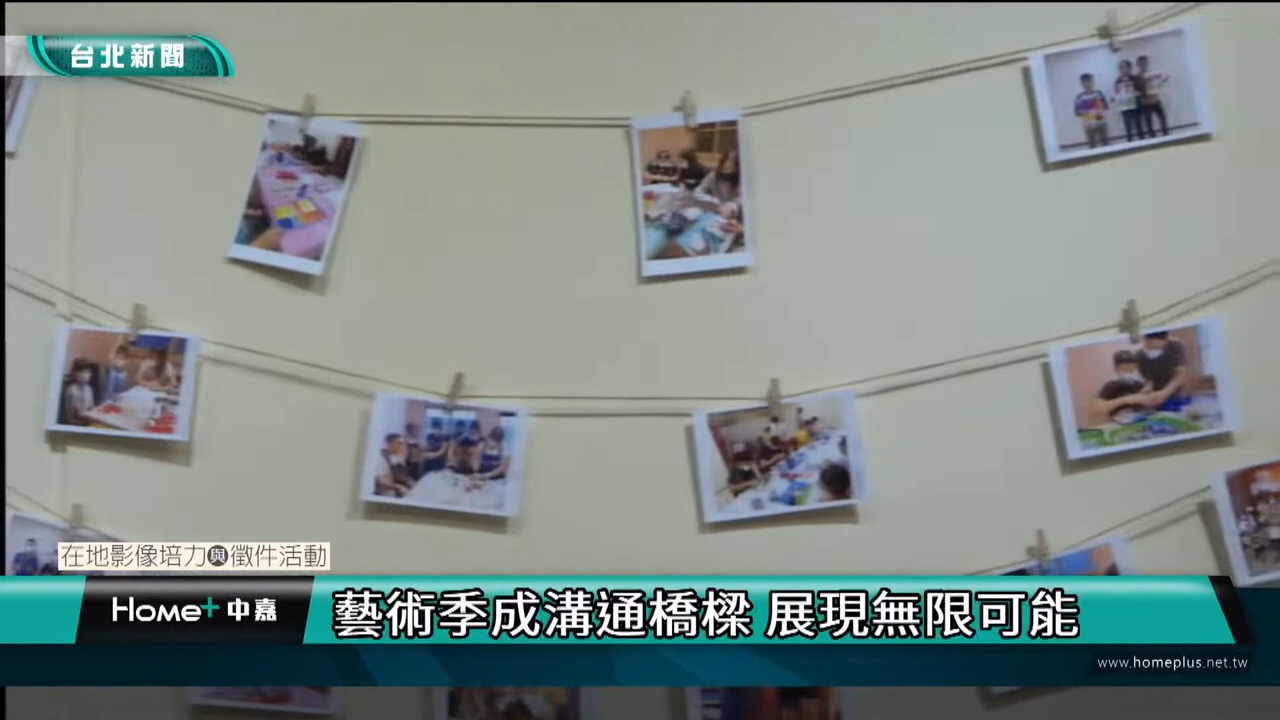 台北新聞
在地影像培力與徵件活動
Home+ 中嘉
藝術季成溝通橋樑 展現無限可能
www.homeplus.net.tw